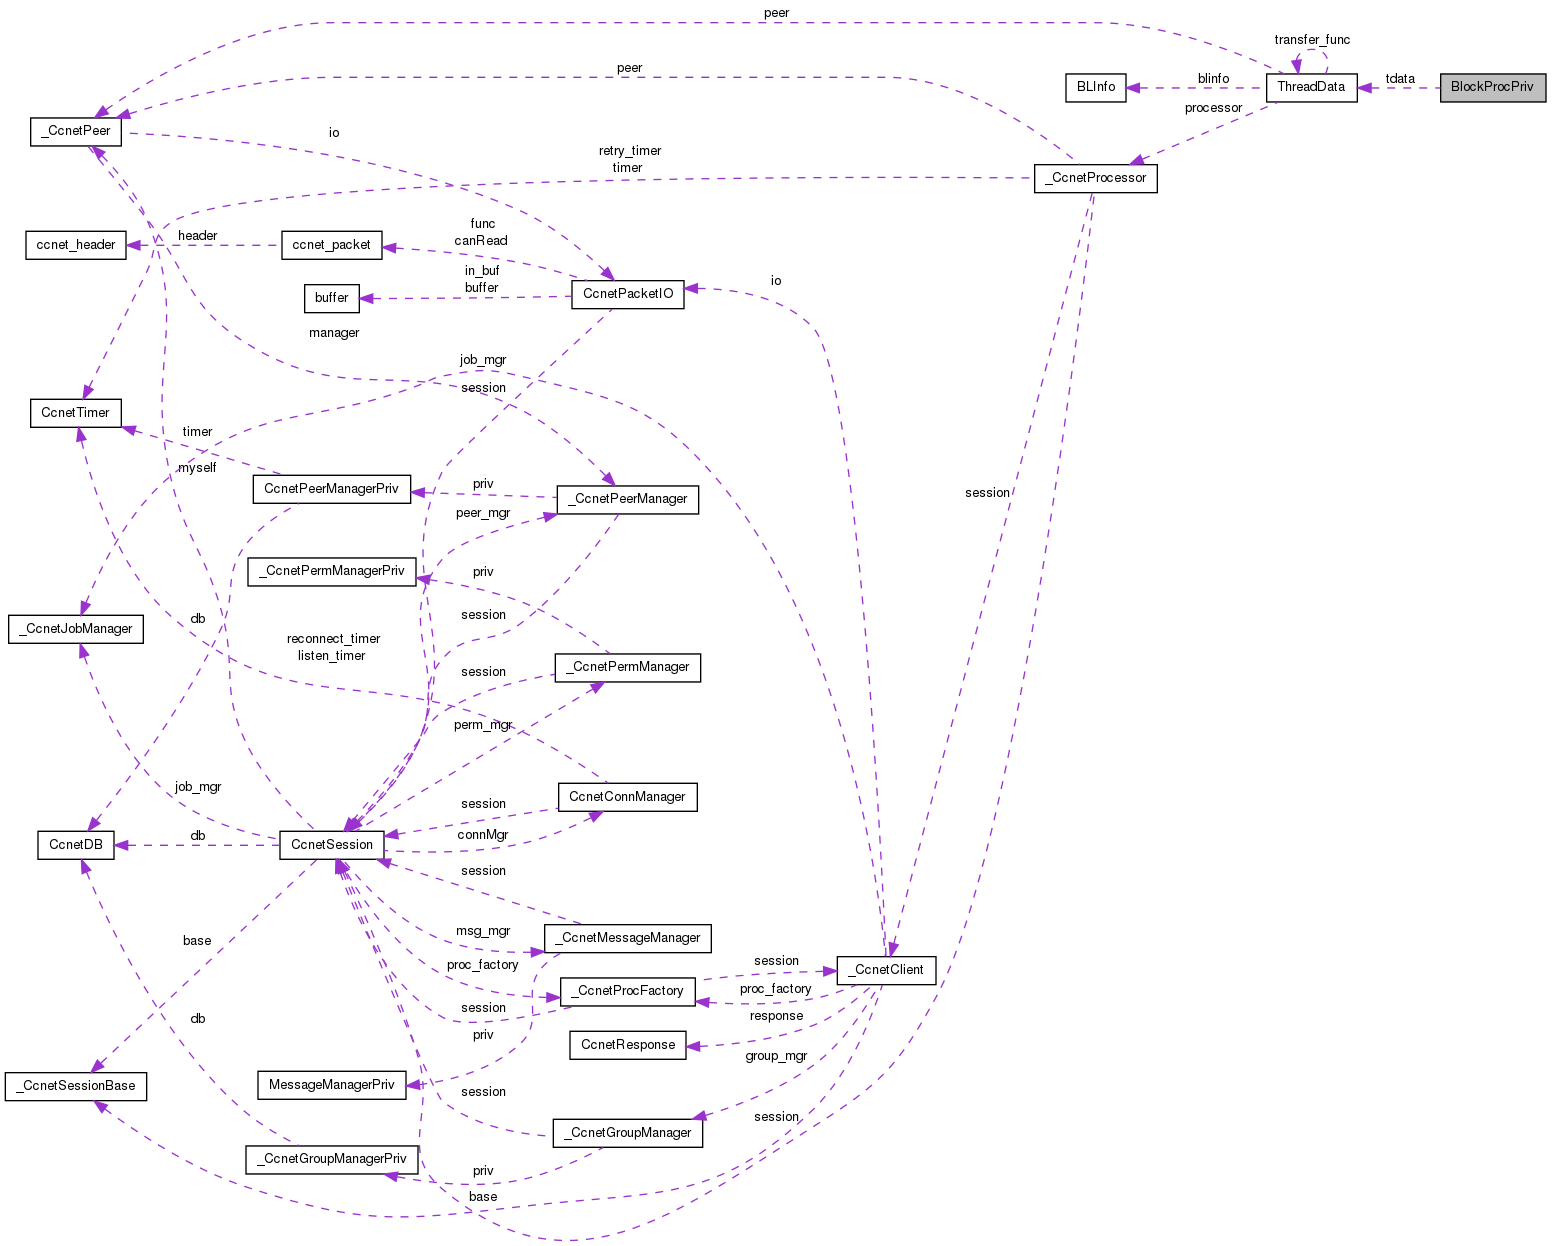 peer
transfer_func
peer
blinfo
tdata
BLInfo
ThreadData
BlockProcPriv
processor
_CcnetPeer
io
retry_timer
timer
_CcnetProcessor
func
canRead
header
ccnet_header
ccnet_packet
in_buf
buffer
buffer
CcnetPacketIO
io
manager
job_mgr
session
CcnetTimer
timer
myself
CcnetPeerManagerPriv
priv
_CcnetPeerManager
session
peer_mgr
_CcnetPermManagerPriv
priv
_CcnetJobManager
db
session
reconnect_timer
listen_timer
session
_CcnetPermManager
perm_mgr
job_mgr
CcnetConnManager
session
db
connMgr
CcnetDB
CcnetSession
session
base
msg_mgr
_CcnetMessageManager
proc_factory
session
_CcnetClient
_CcnetProcFactory
proc_factory
session
response
db
priv
CcnetResponse
group_mgr
_CcnetSessionBase
MessageManagerPriv
session
session
_CcnetGroupManager
_CcnetGroupManagerPriv
priv
base